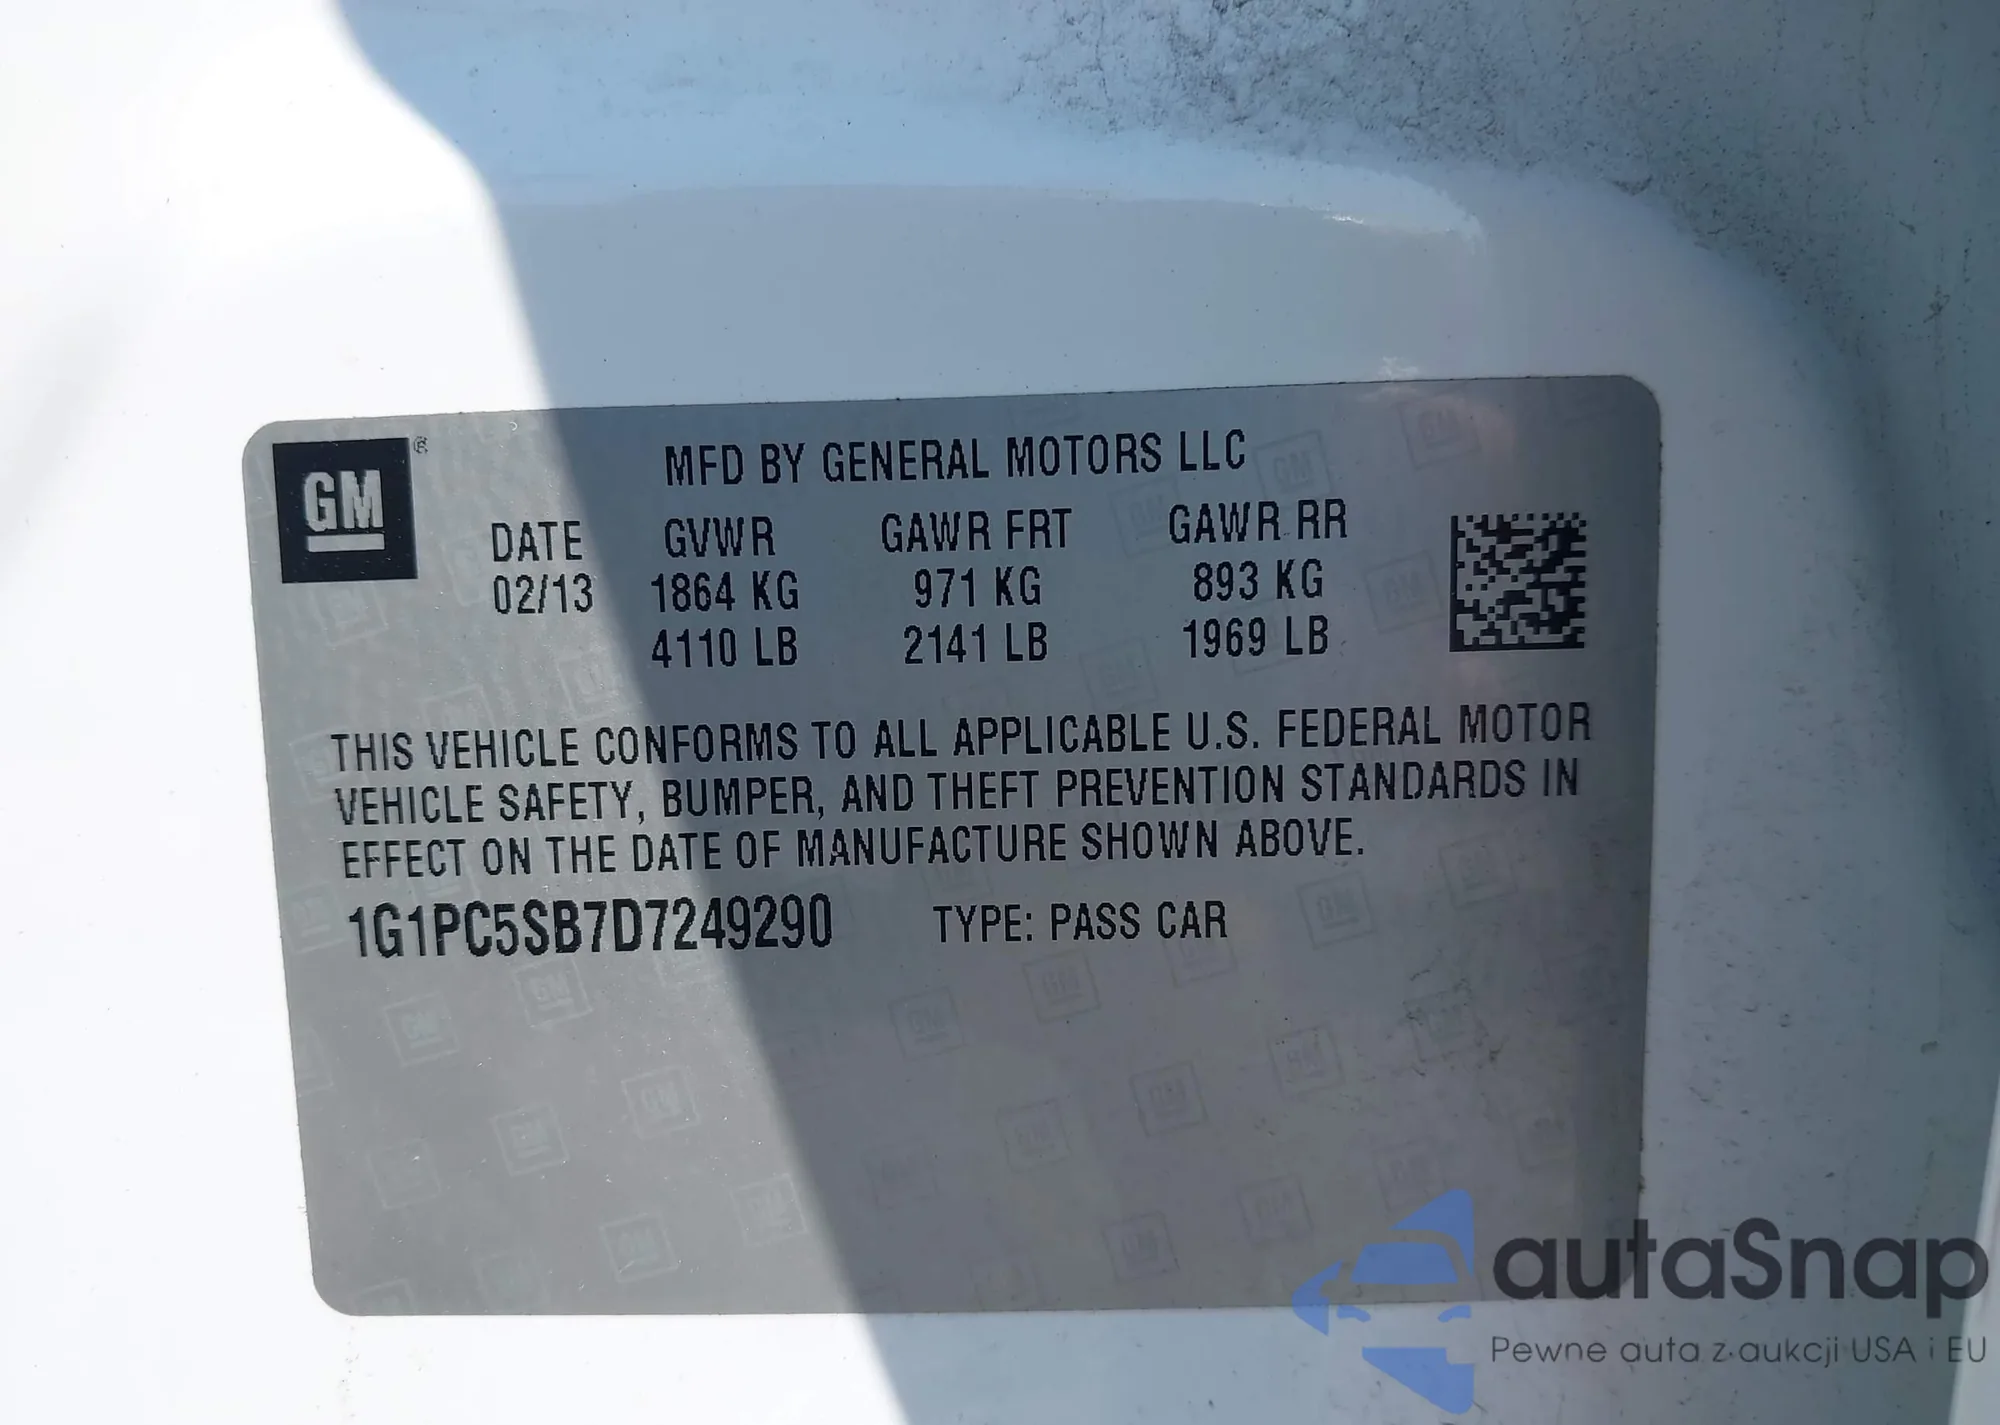 GM ®
MFD BY GENERAL MOTORS LLC
DATE GVWR GAWR FRT GAWR RR
02/13 1864 KG 971 KG 893 KG
4110 LB 2141 LB 1969 LB
THIS VEHICLE CONFORMS TO ALL APPLICABLE U.S. FEDERAL MOTOR
VEHICLE SAFETY, BUMPER, AND THEFT PREVENTION STANDARDS IN
EFFECT ON THE DATE OF MANUFACTURE SHOWN ABOVE.
1G1PC5SB7D7249290 TYPE: PASS CAR
autaSnap
Pewne auta z aukcji USA i EU